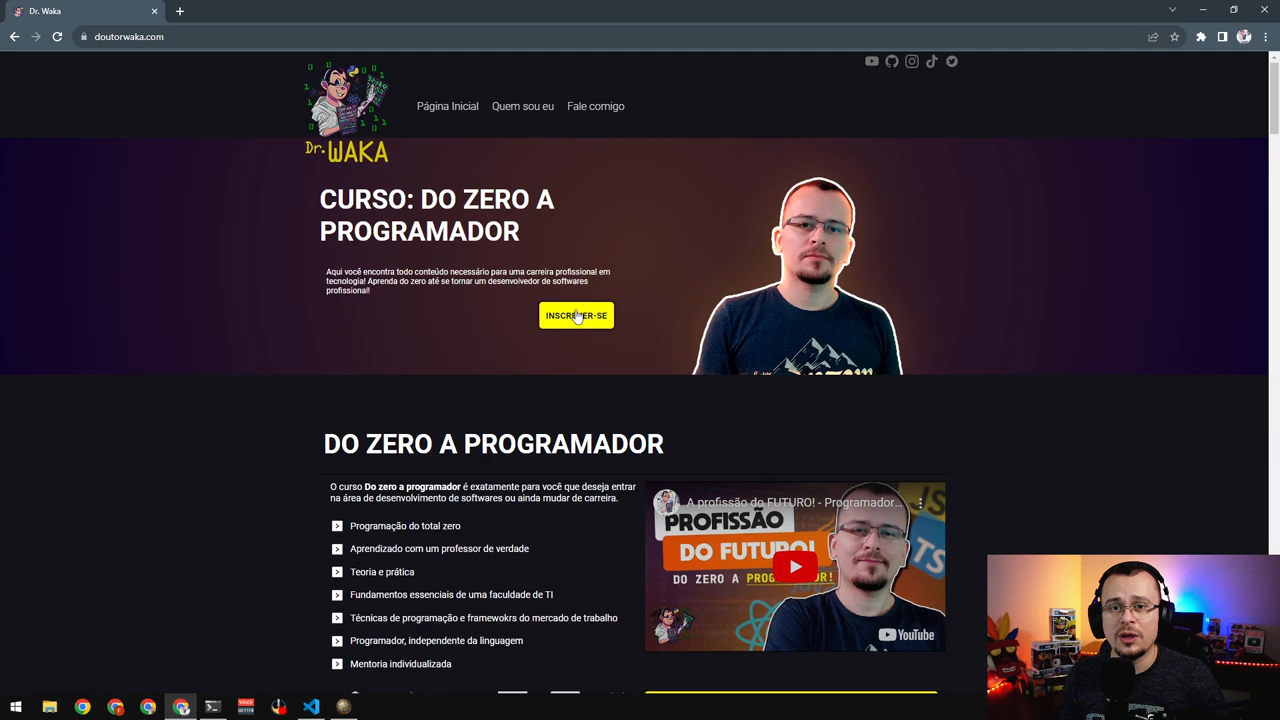 Dr. Waka
doutorwaka.com
Dr. WAKA
Página Inicial
Quem sou eu
Fale comigo
CURSO: DO ZERO A
PROGRAMADOR
Aqui você encontra todo conteúdo necessário para uma carreira profissional em
tecnologia! Aprenda do zero até se tornar um desenvolvedor de softwares
profissional!
INSCREVER-SE
DO ZERO A PROGRAMADOR
O curso Do zero a programador é exatamente para você que deseja entrar
na área de desenvolvimento de softwares ou ainda mudar de carreira.
Programação do total zero
Aprendizado com um professor de verdade
Teoria e prática
Fundamentos essenciais de uma faculdade de TI
Técnicas de programação e framewokrs do mercado de trabalho
Programador, independente da linguagem
Mentoria individualizada
A profissão do FUTURO! - Programador...
PROFISSÃO
DO FUTURO!
DO ZERO A PROGRAMADOR!
JS
TS
YouTube